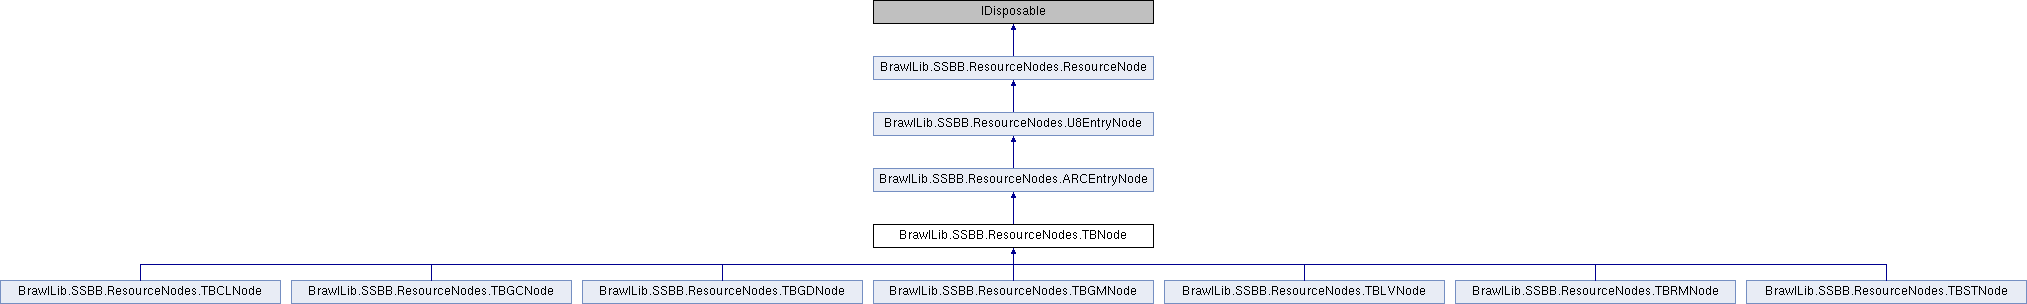 IDisposable
BrawlLib.SSBB.ResourceNodes.ResourceNode
BrawlLib.SSBB.ResourceNodes.U8EntryNode
BrawlLib.SSBB.ResourceNodes.ARCEntryNode
BrawlLib.SSBB.ResourceNodes.TBNode
BrawlLib.SSBB.ResourceNodes.TBCLNode
BrawlLib.SSBB.ResourceNodes.TBGCNode
BrawlLib.SSBB.ResourceNodes.TBGDNode
BrawlLib.SSBB.ResourceNodes.TBGMNode
BrawlLib.SSBB.ResourceNodes.TBLVNode
BrawlLib.SSBB.ResourceNodes.TBRMNode
BrawlLib.SSBB.ResourceNodes.TBSTNode